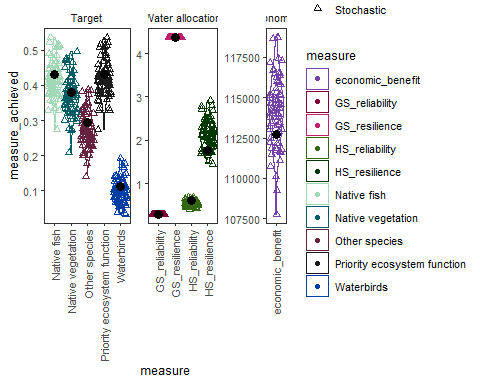 Target
Water allocation
nom
measure_achieved
0.5
0.4
0.3
0.2
0.1
4
3
2
1
117500
115000
112500
110000
107500
Native fish
Native vegetation
Other species
Priority ecosystem function
Waterbirds
GS_reliability
GS_resilience
HS_reliability
HS_resilience
economic_benefit
measure
Stochastic
measure
economic_benefit
GS_reliability
GS_resilience
HS_reliability
HS_resilience
Native fish
Native vegetation
Other species
Priority ecosystem function
Waterbirds